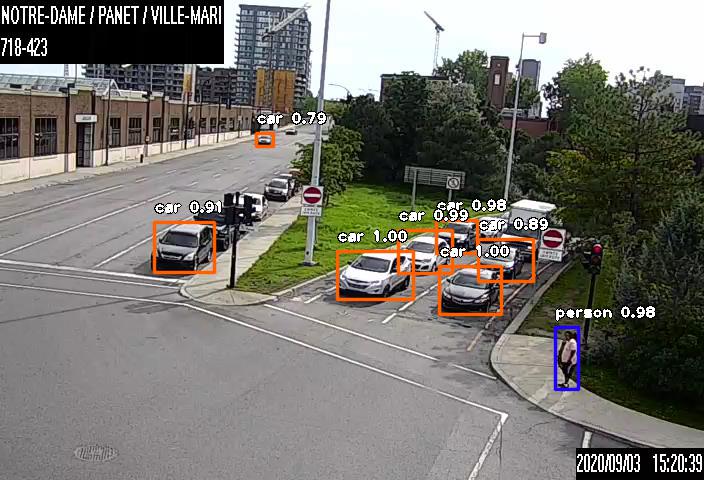 NOTRE-DAME / PANET / VILLE-MARI
718-423
car 0.79
car 0.91
car 0.98
car 0.99
car 0.89
car 1.00
car 1.00
person 0.98
2020/09/03 15:20:39